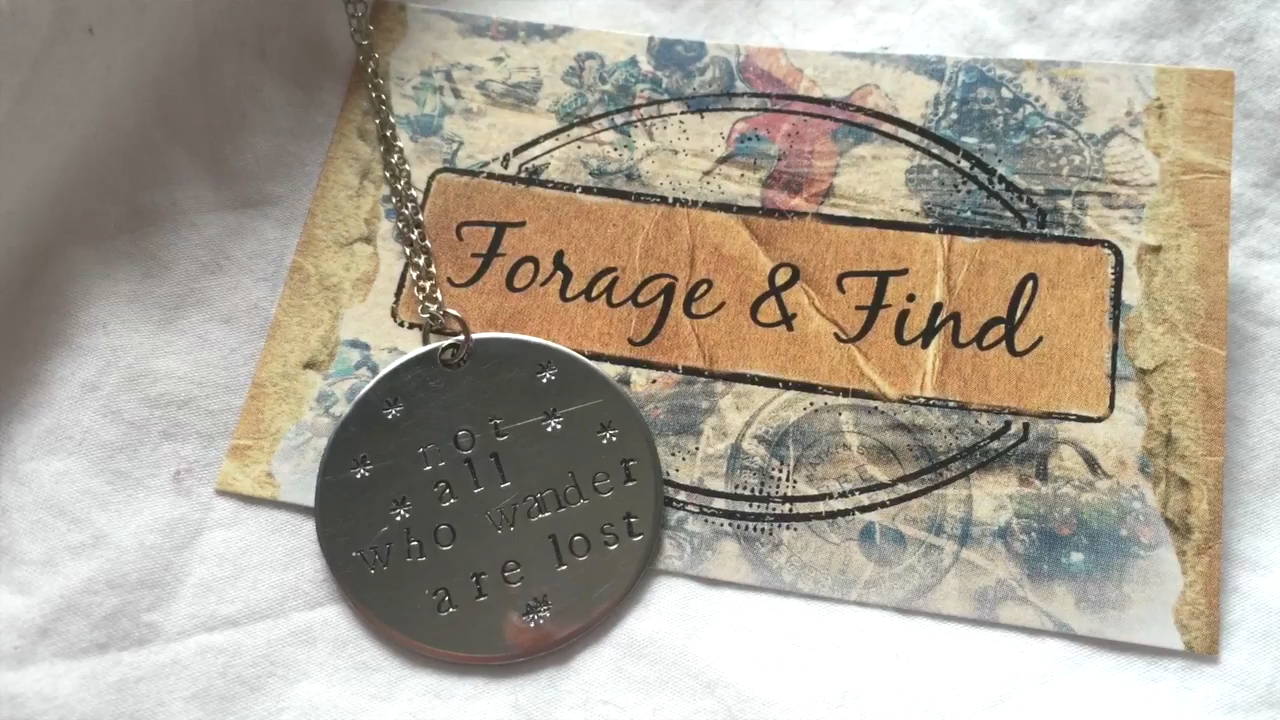 Forage & Find
not
all
who wander
are lost